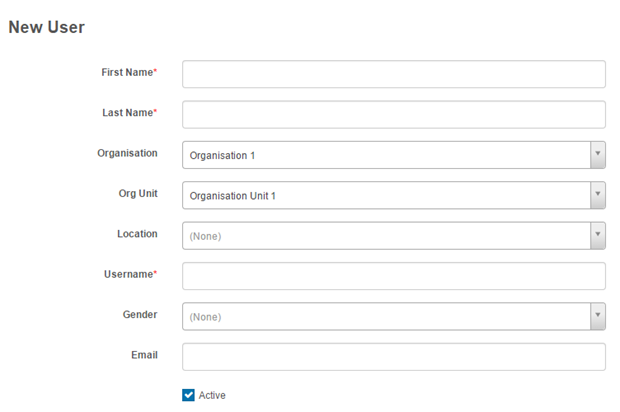 New User
First Name*
Last Name*
Organisation Organisation 1
Org Unit Organisation Unit 1
Location (None)
Username*
Gender (None)
Email
Active